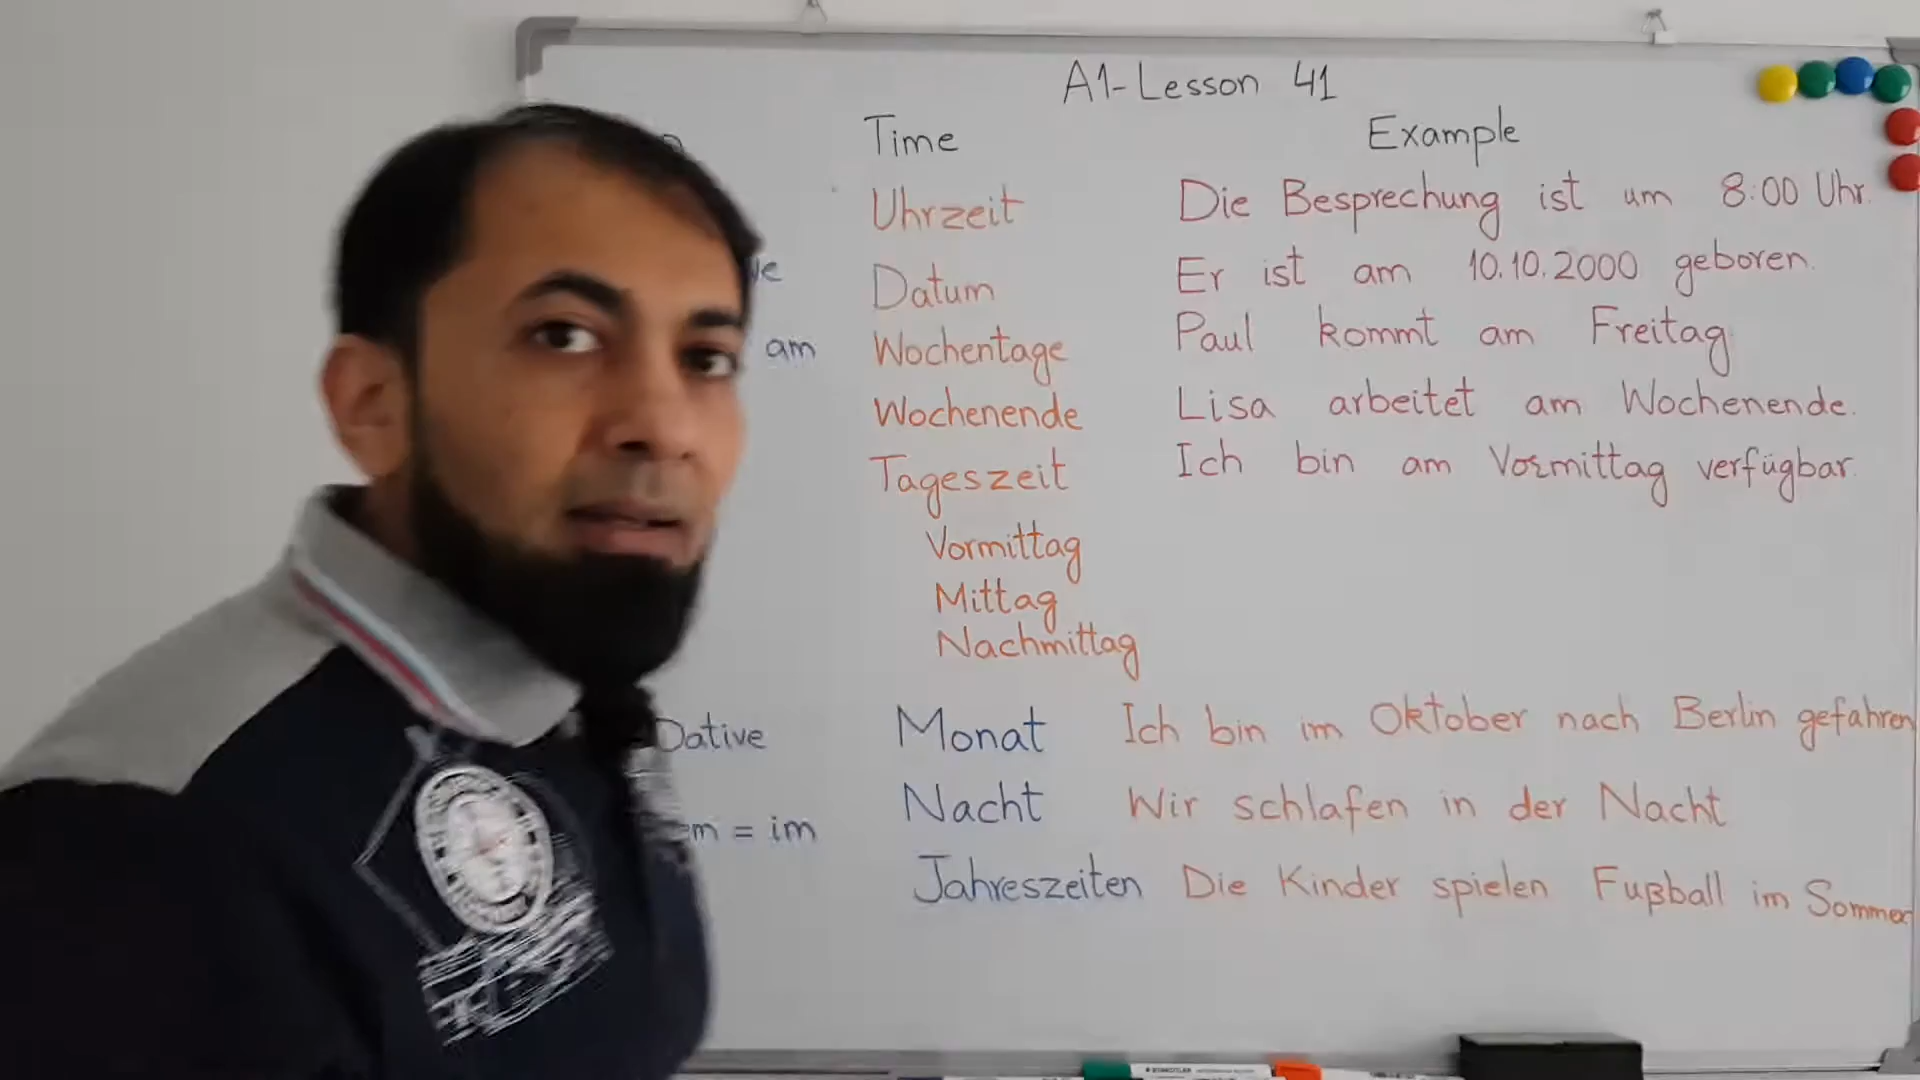 A1-Lesson 41
Time Example
Uhrzeit Die Besprechung ist um 8:00 Uhr.
Datum Er ist am 10.10.2000 geboren.
am Wochentage Paul kommt am Freitag
Wochenende Lisa arbeitet am Wochenende.
Tageszeit Ich bin am Vormittag verfügbar.
Vormittag
Mittag
Nachmittag
Dative Monat Ich bin im Oktober nach Berlin gefahren
Nacht Wir schlafen in der Nacht
= im
Jahreszeiten Die Kinder spielen Fußball im Sommer